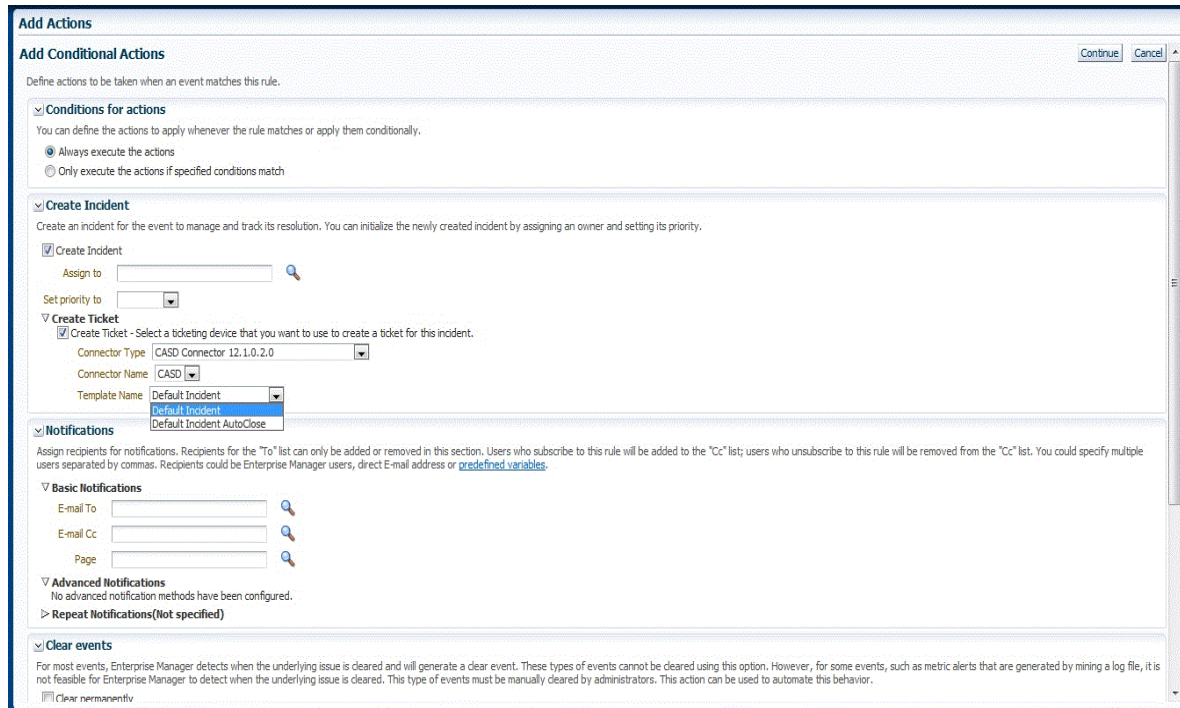 Add Actions
Add Conditional Actions
Continue
Cancel
Define actions to be taken when an event matches this rule.
Conditions for actions
You can define the actions to apply whenever the rule matches or apply them conditionally.
Always execute the actions
Only execute the actions if specified conditions match
Create Incident
Create an incident for the event to manage and track its resolution. You can initialize the newly created incident by assigning an owner and setting its priority.
Create Incident
Assign to
Set priority to
Create Ticket
Create Ticket - Select a ticketing device that you want to use to create a ticket for this incident.
Connector Type CASD Connector 12.1.0.2.0
Connector Name CASD
Template Name Default Incident
Default Incident
Default Incident AutoClose
Notifications
Assign recipients for notifications. Recipients for the "To" list can only be added or removed in this section. Users who subscribe to this rule will be added to the "Cc" list; users who unsubscribe to this rule will be removed from the "Cc" list. You could specify multiple
users separated by commas. Recipients could be Enterprise Manager users, direct E-mail address or predefined variables.
Basic Notifications
E-mail To
E-mail Cc
Page
Advanced Notifications
No advanced notification methods have been configured.
Repeat Notifications(Not specified)
Clear events
For most events, Enterprise Manager detects when the underlying issue is cleared and will generate a clear event. These types of events cannot be cleared using this option. However, for some events, such as metric alerts that are generated by mining a log file, it is
not feasible for Enterprise Manager to detect when the underlying issue is cleared. This type of events must be manually cleared by administrators. This action can be used to automate this behavior.
Clear permanently